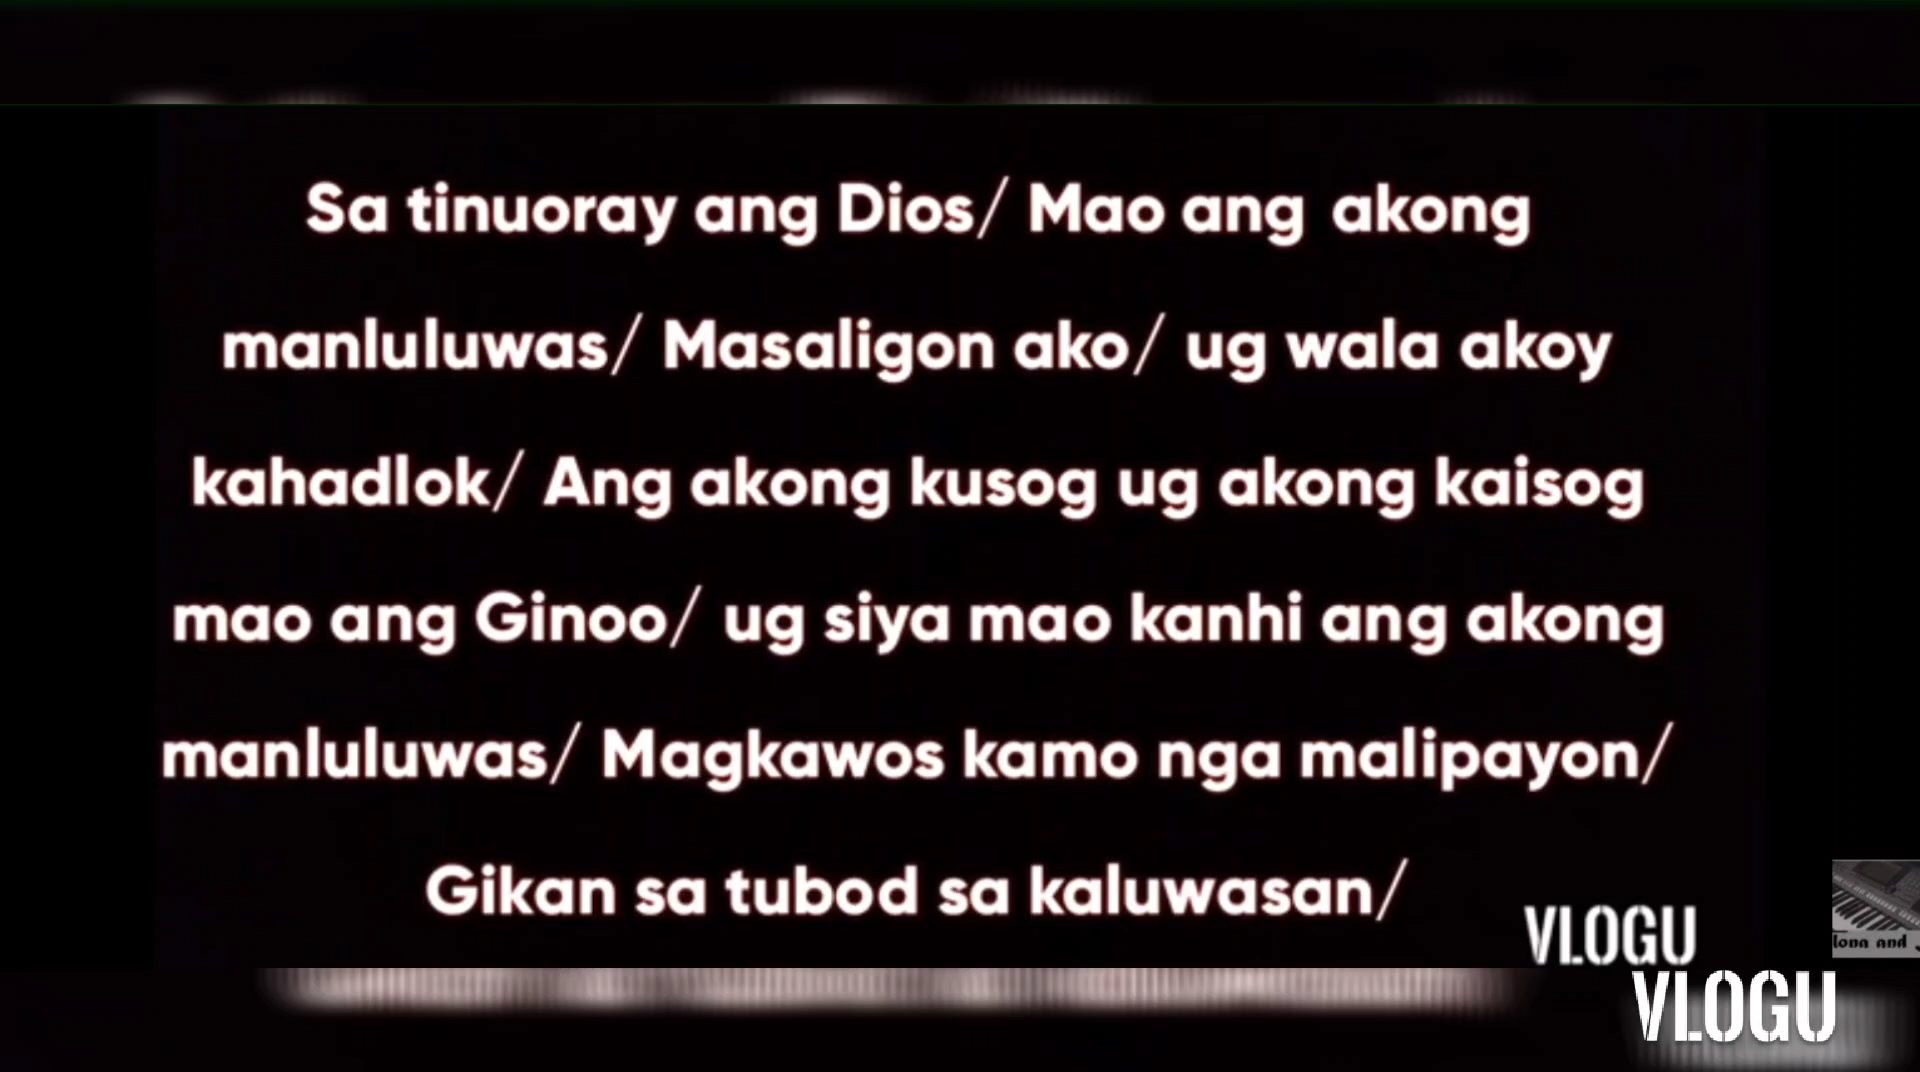 Sa tinuoray ang Dios/ Mao ang akong
manluluwas/ Masaligon ako/ ug wala akoy
kahadlok/ Ang akong kusog ug akong kaisog
mao ang Ginoo/ ug siya mao kanhi ang akong
manluluwas/ Magkawos kamo nga malipayon/
Gikan sa tubod sa kaluwasan/
VLOGU
and
VLOGU